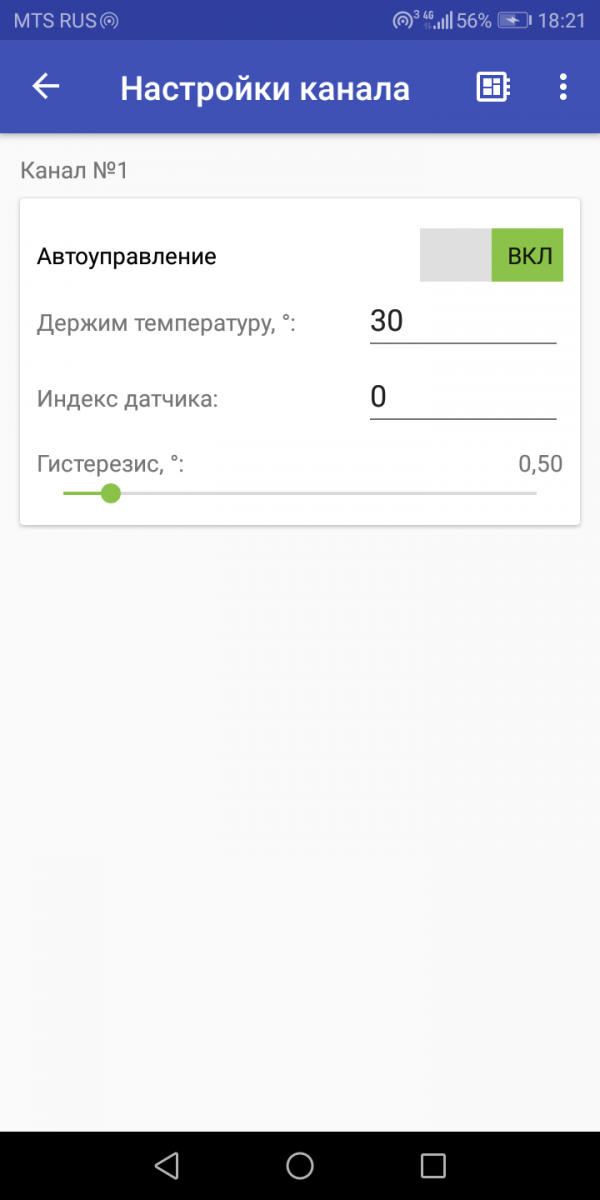 MTS RUS 3 4G 56% 18:21
Настройки канала
Канал №1
Автоуправление ВКЛ
Держим температуру, °: 30
Индекс датчика: 0
Гистерезис, °: 0,50